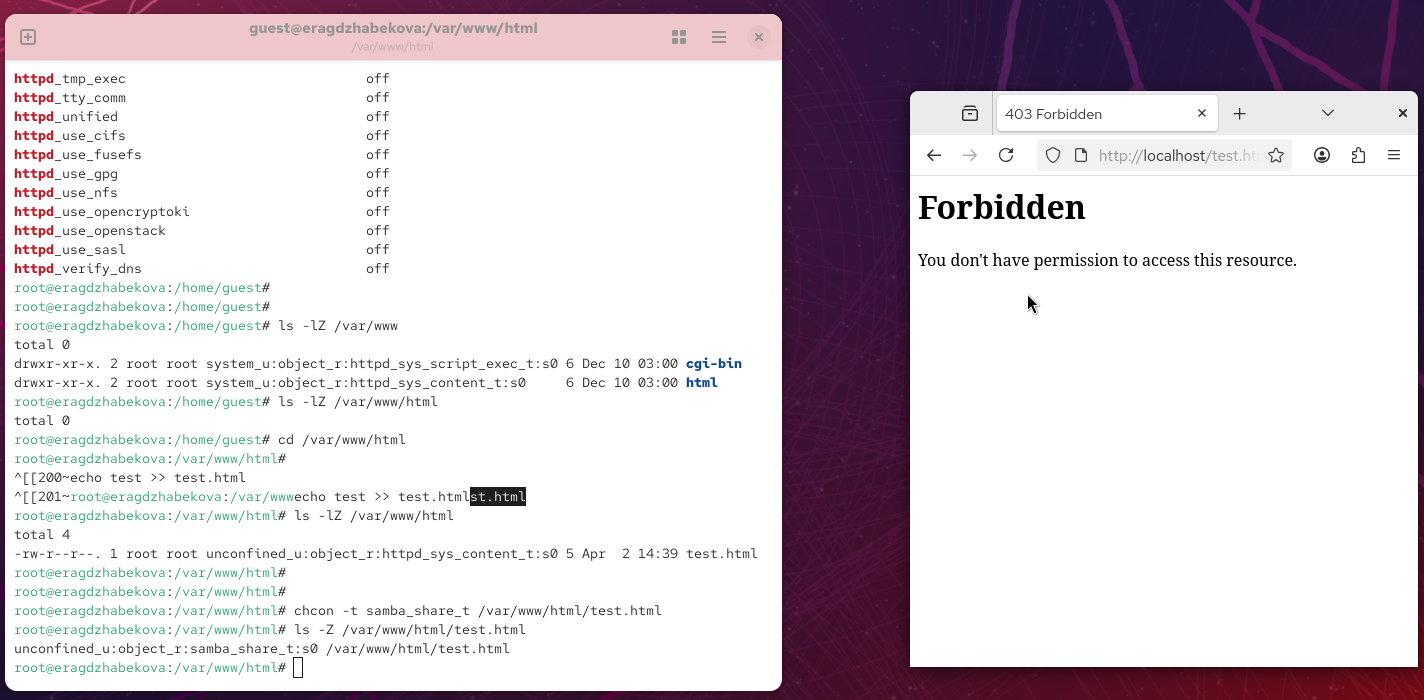 guest@eragdzhabekova:/var/www/html
/var/www/html
httpd_tmp_exec                              off
httpd_tty_comm                              off
httpd_unified                               off
httpd_use_cifs                              off
httpd_use_fusefs                            off
httpd_use_gpg                               off
httpd_use_nfs                               off
httpd_use_opencryptoki                      off
httpd_use_openstack                         off
httpd_use_sasl                              off
httpd_verify_dns                            off
root@eragdzhabekova:/home/guest#
root@eragdzhabekova:/home/guest#
root@eragdzhabekova:/home/guest# ls -lZ /var/www
total 0
drwxr-xr-x. 2 root root system_u:object_r:httpd_sys_script_exec_t:s0 6 Dec 10 03:00 cgi-bin
drwxr-xr-x. 2 root root system_u:object_r:httpd_sys_content_t:s0     6 Dec 10 03:00 html
root@eragdzhabekova:/home/guest# ls -lZ /var/www/html
total 0
root@eragdzhabekova:/home/guest# cd /var/www/html
root@eragdzhabekova:/var/www/html#
^[[200~echo test >> test.html
^[[201~root@eragdzhabekova:/var/wwwecho test >> test.htmlst.html
root@eragdzhabekova:/var/www/html# ls -lZ /var/www/html
total 4
-rw-r--r--. 1 root root unconfined_u:object_r:httpd_sys_content_t:s0 5 Apr  2 14:39 test.html
root@eragdzhabekova:/var/www/html#
root@eragdzhabekova:/var/www/html#
root@eragdzhabekova:/var/www/html# chcon -t samba_share_t /var/www/html/test.html
root@eragdzhabekova:/var/www/html# ls -Z /var/www/html/test.html
unconfined_u:object_r:samba_share_t:s0 /var/www/html/test.html
root@eragdzhabekova:/var/www/html#
403 Forbidden
http://localhost/test.ht
Forbidden
You don't have permission to access this resource.